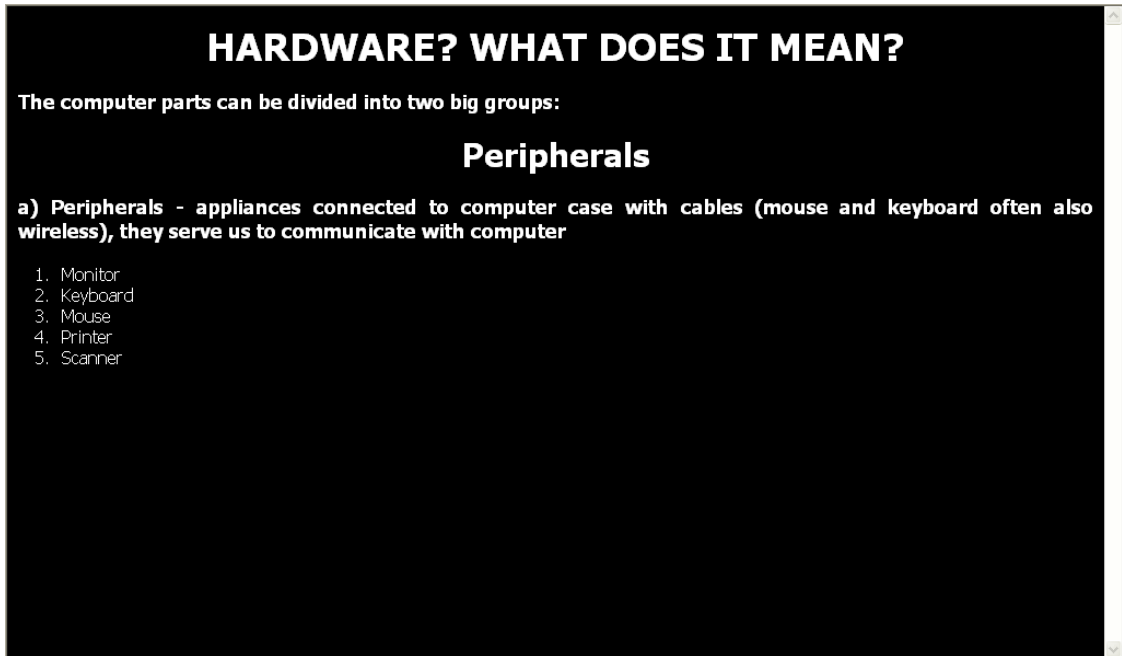 HARDWARE? WHAT DOES IT MEAN?
The computer parts can be divided into two big groups:
Peripherals
a) Peripherals - appliances connected to computer case with cables (mouse and keyboard often also
wireless), they serve us to communicate with computer
1. Monitor
2. Keyboard
3. Mouse
4. Printer
5. Scanner